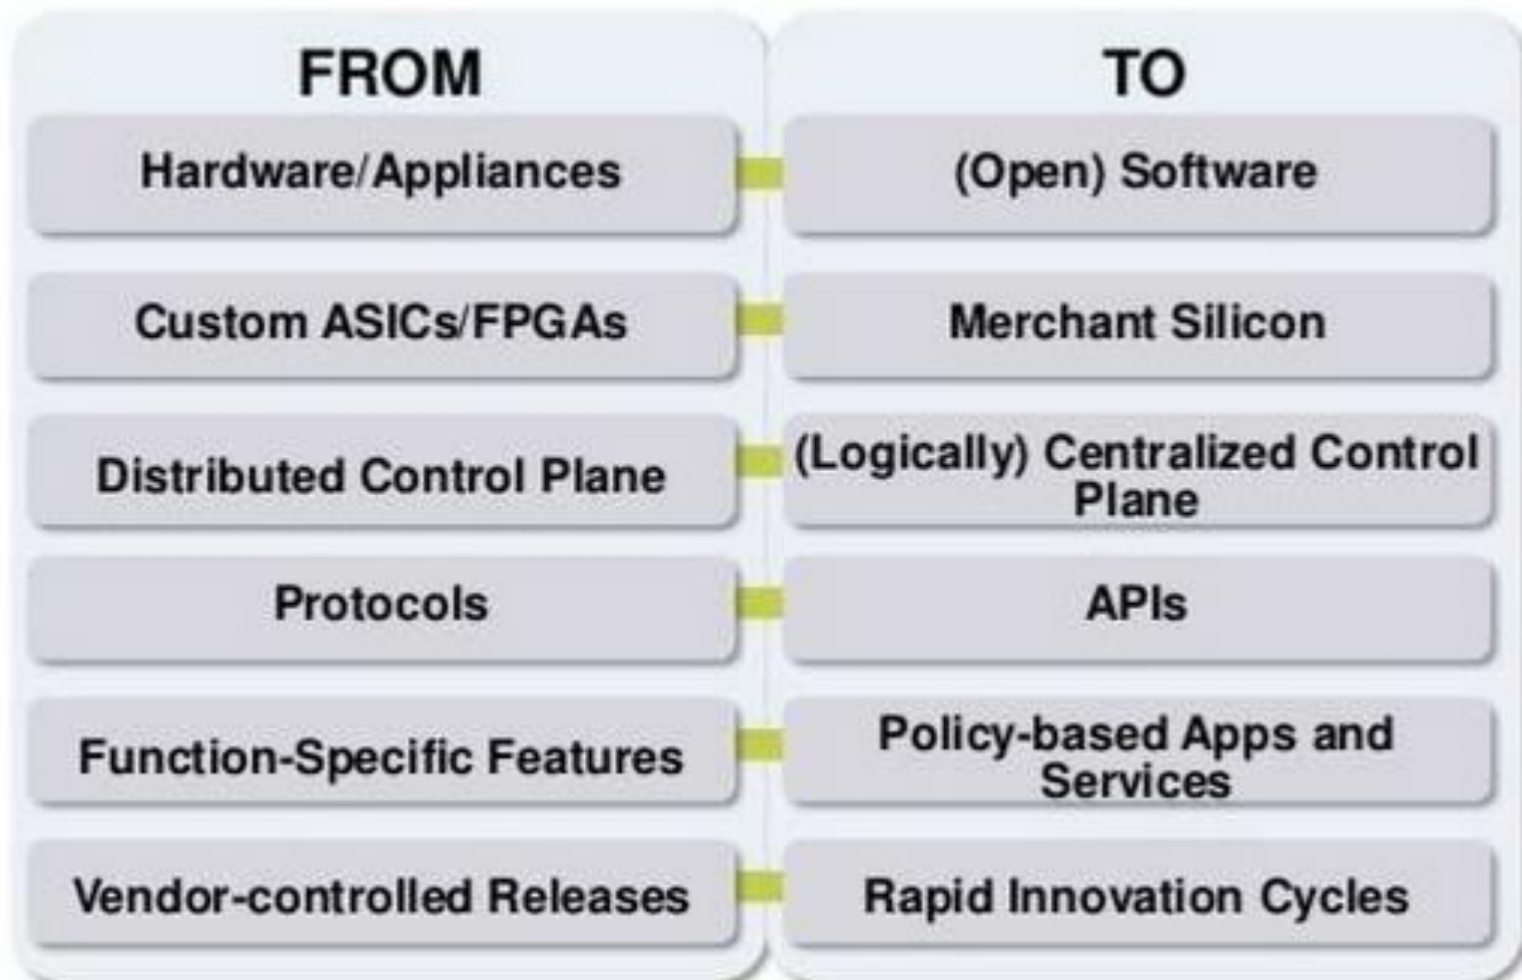 FROM
TO
Hardware/Appliances
(Open) Software
Custom ASICs/FPGAs
Merchant Silicon
Distributed Control Plane
(Logically) Centralized Control
Plane
Protocols
APIs
Function-Specific Features
Policy-based Apps and
Services
Vendor-controlled Releases
Rapid Innovation Cycles